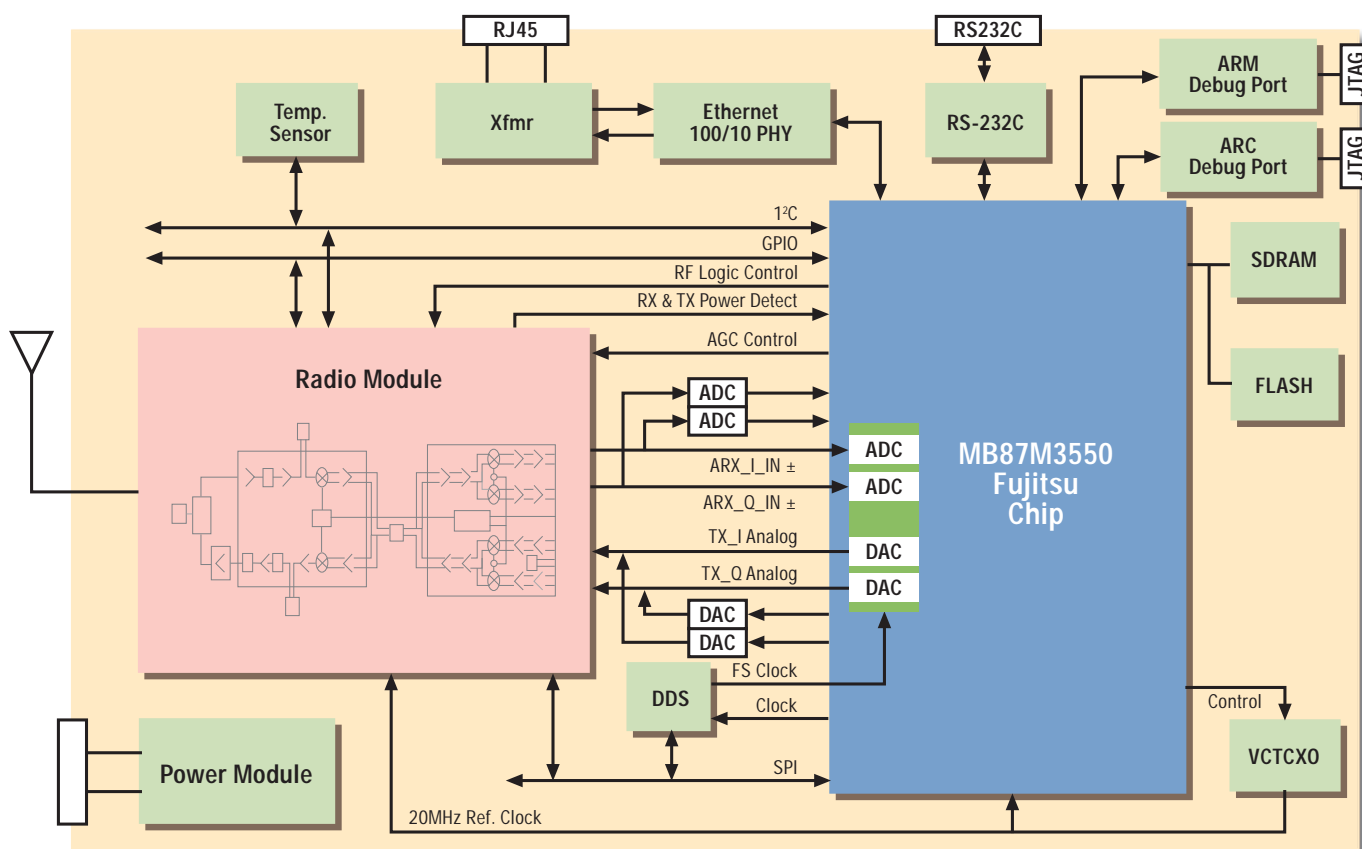 RJ45
RS232C
ARM
Debug Port
JTAG
Temp.
Sensor
Xfmr
Ethernet
100/10 PHY
RS-232C
ARC
Debug Port
JTAG
1²C
GPIO
RF Logic Control
RX & TX Power Detect
AGC Control
SDRAM
FLASH
Radio Module
ADC
ADC
ADC
ARX_I_IN ±
ADC
ARX_Q_IN ±
MB87M3550
Fujitsu
Chip
TX_I Analog
DAC
TX_Q Analog
DAC
DAC
DAC
FS Clock
DDS
Clock
Control
VCTCXO
Power Module
SPI
20MHz Ref. Clock